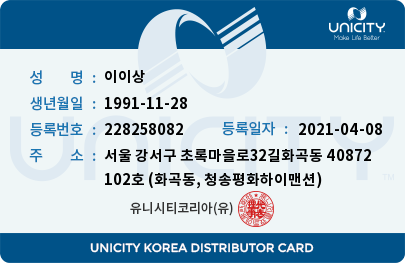 UNICITY
Make Life Better
성 명 : 이이상
생년월일 : 1991-11-28
등록번호 : 228258082 등록일자 : 2021-04-08
주 소 : 서울 강서구 초록마을로32길화곡동 40872
102호 (화곡동, 청송평화하이맨션)
유니시티코리아(유)
UNICITY
UNICITY KOREA DISTRIBUTOR CARD